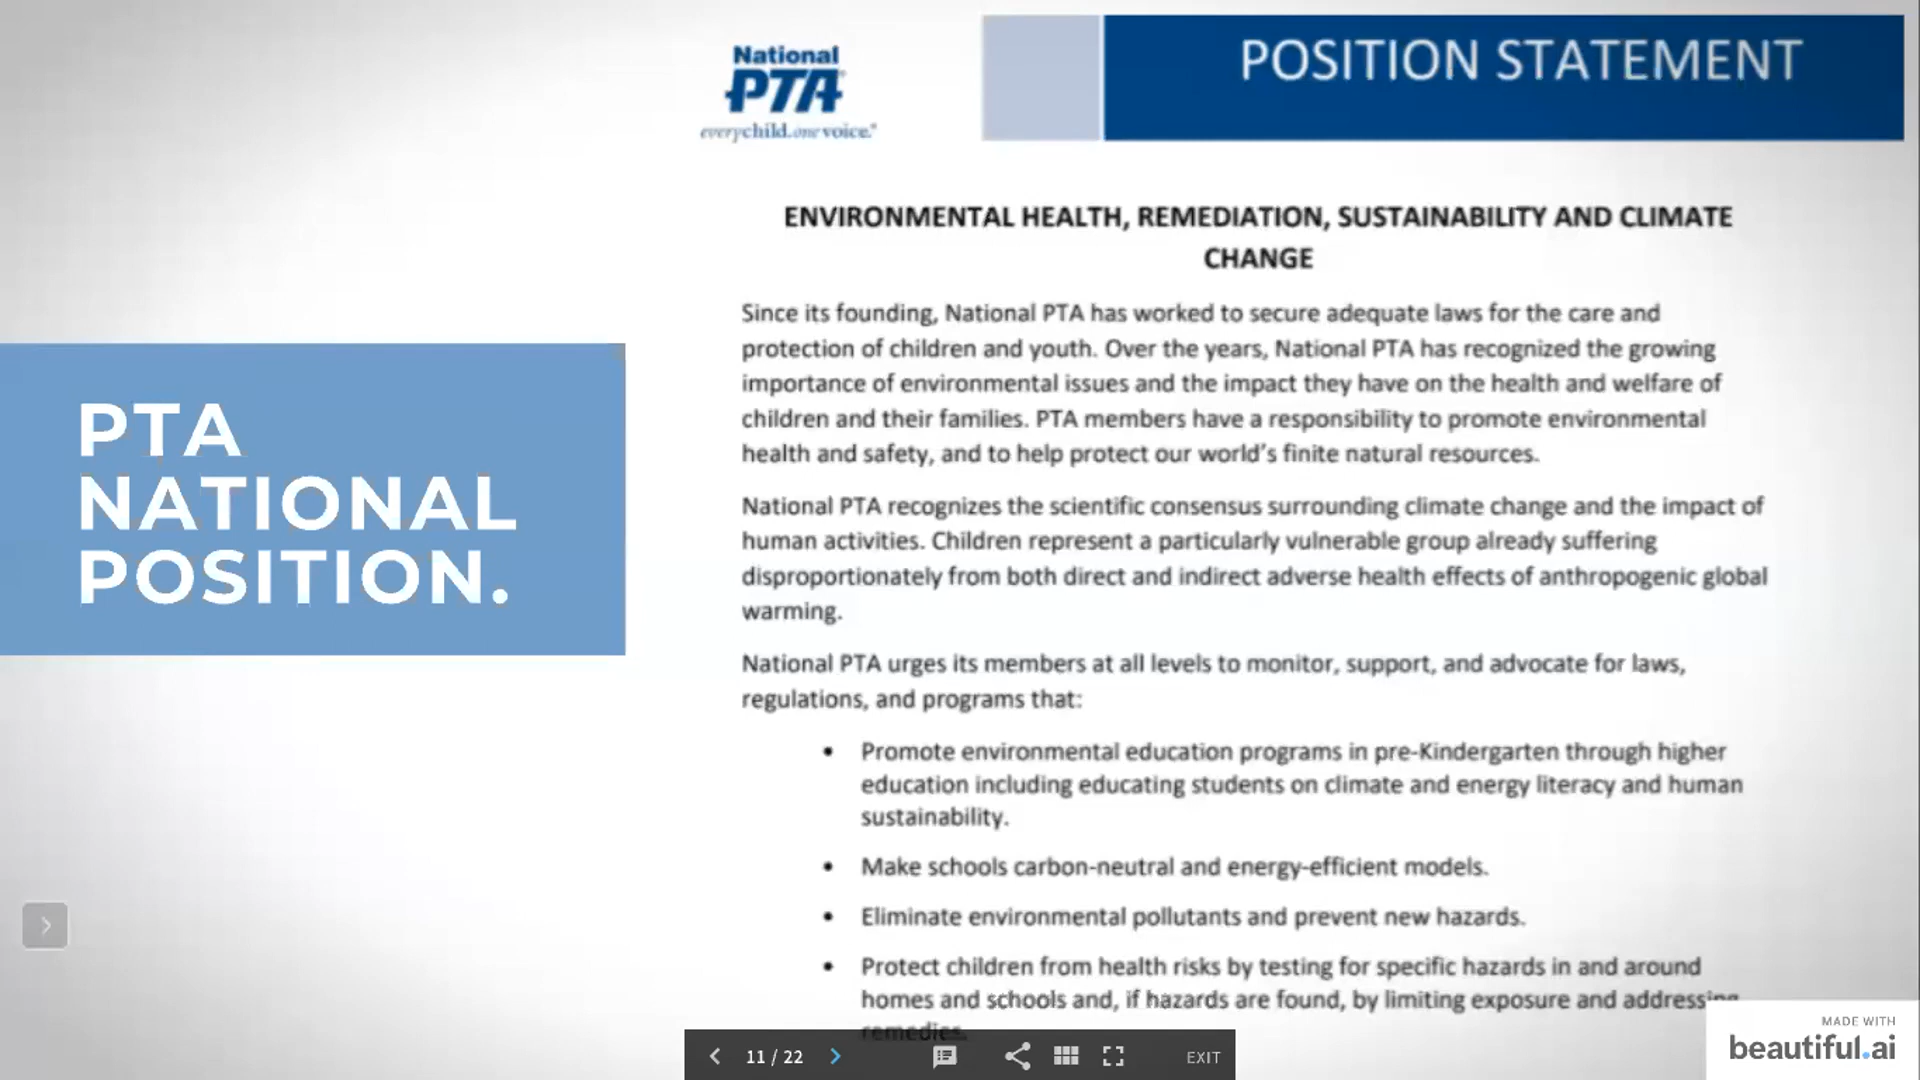 National
PTA
everychild.onevoice.®
POSITION STATEMENT
ENVIRONMENTAL HEALTH, REMEDIATION, SUSTAINABILITY AND CLIMATE
CHANGE
Since its founding, National PTA has worked to secure adequate laws for the care and
protection of children and youth. Over the years, National PTA has recognized the growing
importance of environmental issues and the impact they have on the health and welfare of
children and their families. PTA members have a responsibility to promote environmental
health and safety, and to help protect our world's finite natural resources.
National PTA recognizes the scientific consensus surrounding climate change and the impact of
human activities. Children represent a particularly vulnerable group already suffering
disproportionately from both direct and indirect adverse health effects of anthropogenic global
warming.
National PTA urges its members at all levels to monitor, support, and advocate for laws,
regulations, and programs that:
• Promote environmental education programs in pre-Kindergarten through higher
education including educating students on climate and energy literacy and human
sustainability.
• Make schools carbon-neutral and energy-efficient models.
• Eliminate environmental pollutants and prevent new hazards.
• Protect children from health risks by testing for specific hazards in and around
homes and schools and, if hazards are found, by limiting exposure and addressing
remedies.
PTA
NATIONAL
POSITION.
11 / 22
EXIT
MADE WITH
beautiful.ai